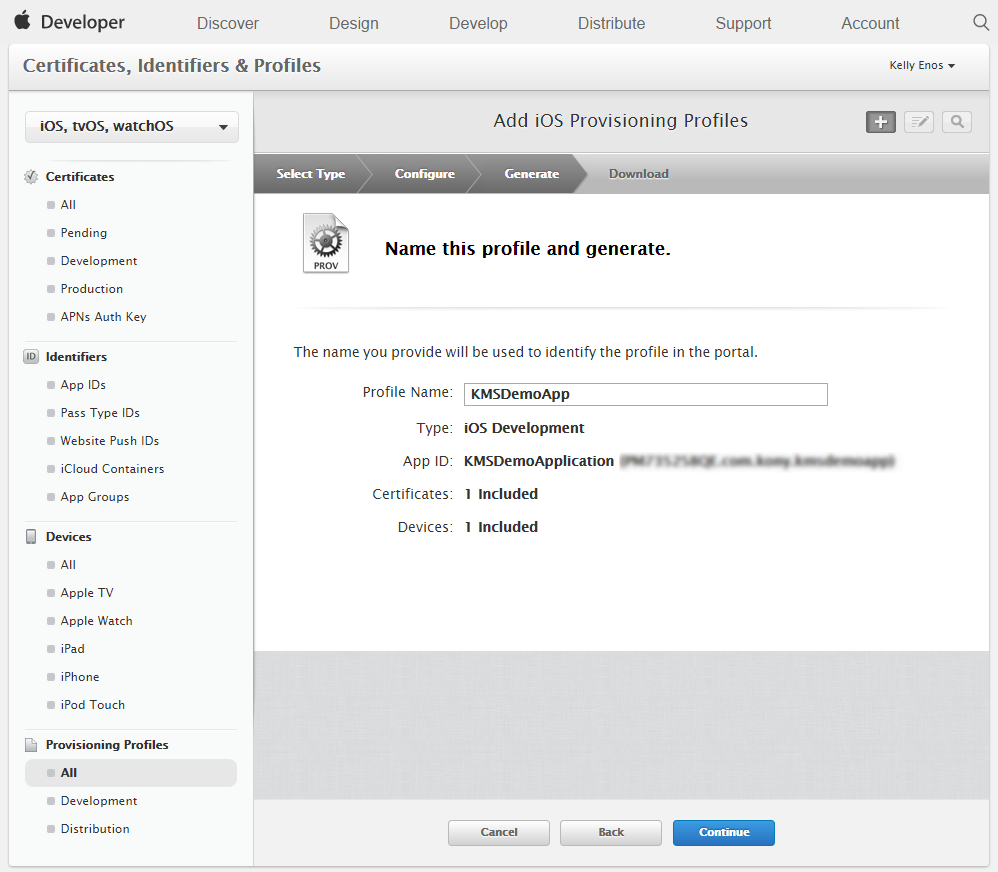 Developer
Discover
Design
Develop
Distribute
Support
Account
Certificates, Identifiers & Profiles
Kelly Enos
iOS, tvOS, watchOS
Certificates
All
Pending
Development
Production
APNs Auth Key
ID Identifiers
App IDs
Pass Type IDs
Website Push IDs
iCloud Containers
App Groups
Devices
All
Apple TV
Apple Watch
iPad
iPhone
iPod Touch
Provisioning Profiles
All
Development
Distribution
Add iOS Provisioning Profiles
Select Type
Configure
Generate
Download
PROV
Name this profile and generate.
The name you provide will be used to identify the profile in the portal.
Profile Name: KMSDemoApp
Type: iOS Development
App ID: KMSDemoApplication
Certificates: 1 Included
Devices: 1 Included
Cancel
Back
Continue